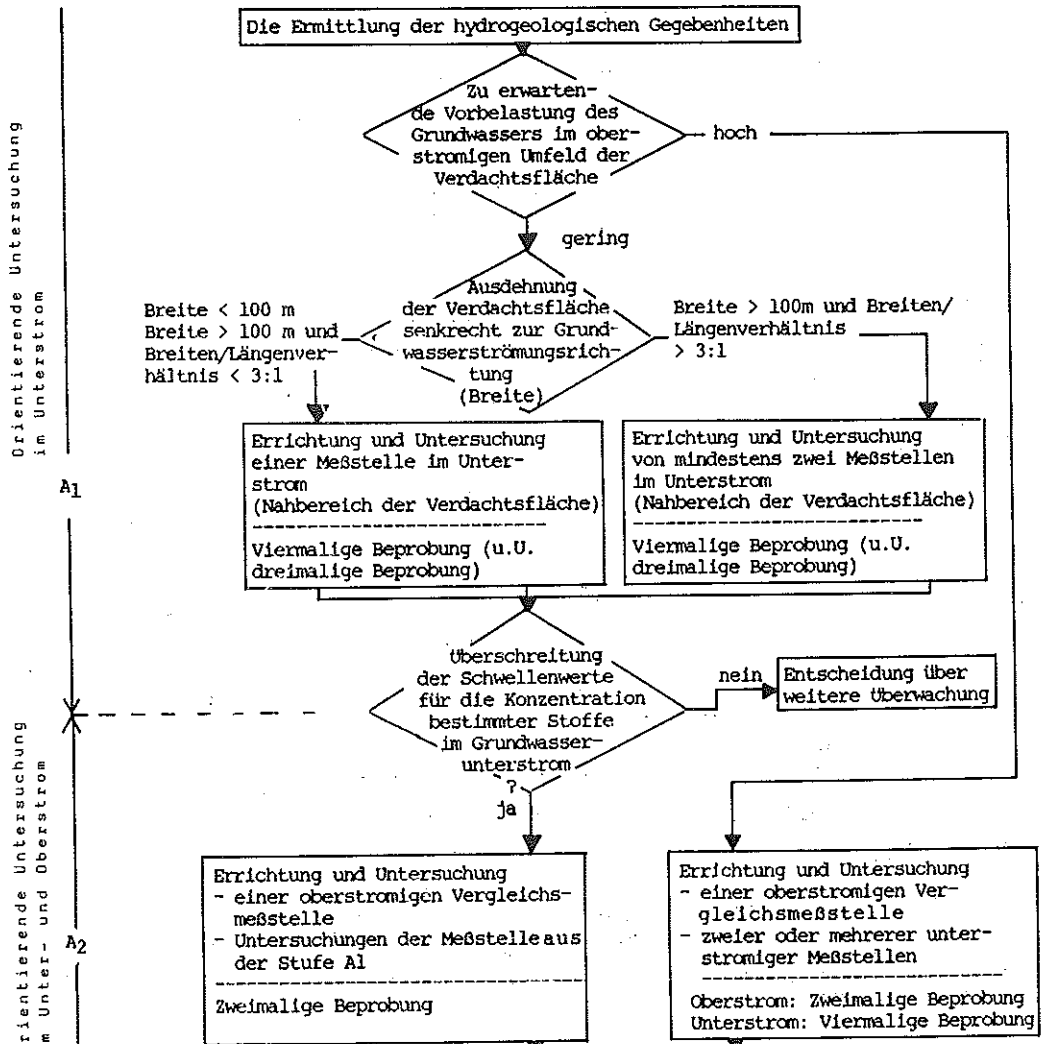 Die Ermittlung der hydrogeologischen Gegebenheiten
Zu erwarten-
de Vorbelastung des
Grundwassers im ober-
stromigen Umfeld der
Verdachtsfläche
hoch
gering
Ausdehnung
der Verdachtsfläche
senkrecht zur Grund-
wasserströmungsrich-
tung
(Breite)
Breite < 100 m
Breite > 100 m und
Breiten/Längenver-
hältnis < 3:1
Breite > 100m und Breiten/
Längenverhältnis
> 3:1
Errichtung und Untersuchung
einer Meßstelle im Unter-
strom
(Nahbereich der Verdachtsfläche)
Viermalige Beprobung (u.U.
dreimalige Beprobung)
Errichtung und Untersuchung
von mindestens zwei Meßstellen
im Unterstrom
(Nahbereich der Verdachtsfläche)
Viermalige Beprobung (u.U.
dreimalige Beprobung)
Orientierende Untersuchung
im Unterstrom
A1
Überschreitung
der Schwellenwerte
für die Konzentration
bestimmter Stoffe
im Grundwasser-
unterstrom
?
nein
Entscheidung über
weitere Überwachung
ja
Errichtung und Untersuchung
- einer oberstromigen Vergleichs-
meßstelle
- Untersuchungen der Meßstelle aus
der Stufe A1
Zweimalige Beprobung
Errichtung und Untersuchung
- einer oberstromigen Ver-
gleichsmeßstelle
- zweier oder mehrerer unter-
stromiger Meßstellen
Oberstrom: Zweimalige Beprobung
Unterstrom: Viermalige Beprobung
rientierende Untersuchung
m Unter- und Oberstrom
A2